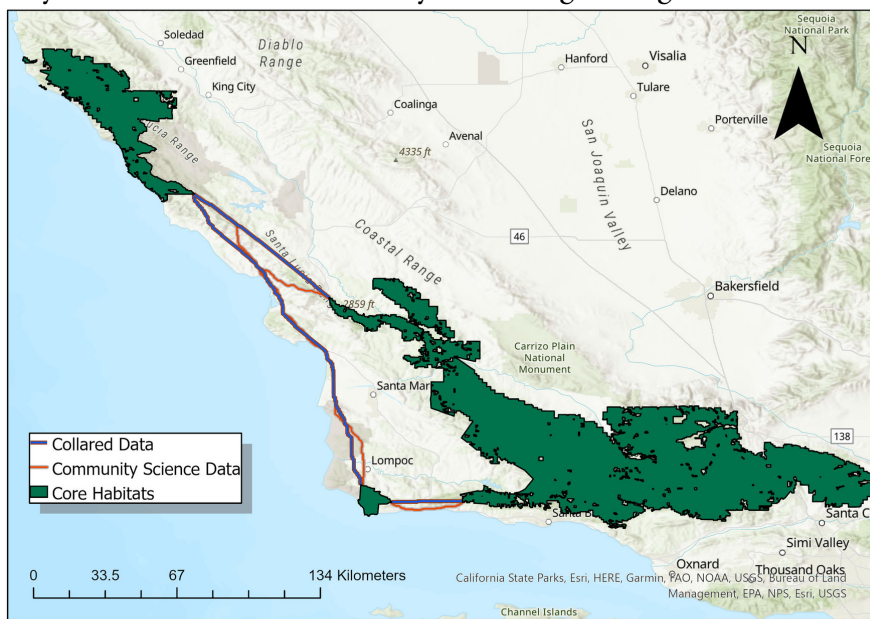 Soledad
Greenfield
King City
Diablo
Range
Coalinga
Avenal
4335 ft
Hanford
Visalia
Tulare
N
Sequoia
National Park
Porterville
Sequoia
National Fore
San Joaquin Valley
Delano
46
Coastal Range
Bakersfield
2859 ft
Carrizo Plain
National
Monument
Santa Mar
Lompoc
138
Santa B
Santa C
Simi Valley
Oxnard
Thousand Oaks
Channel Islands
Collared Data
Community Science Data
Core Habitats
0 33.5 67 134 Kilometers
California State Parks, Esri, HERE, Garmin, FAO, NOAA, USGS, Bureau of Land
Management, EPA, NPS, Esri, USGS